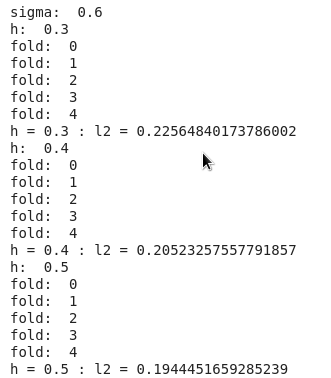 sigma:  0.6
h:  0.3
fold:  0
fold:  1
fold:  2
fold:  3
fold:  4
h = 0.3 : l2 = 0.22564840173786002
h:  0.4
fold:  0
fold:  1
fold:  2
fold:  3
fold:  4
h = 0.4 : l2 = 0.20523257557791857
h:  0.5
fold:  0
fold:  1
fold:  2
fold:  3
fold:  4
h = 0.5 : l2 = 0.1944451659285239